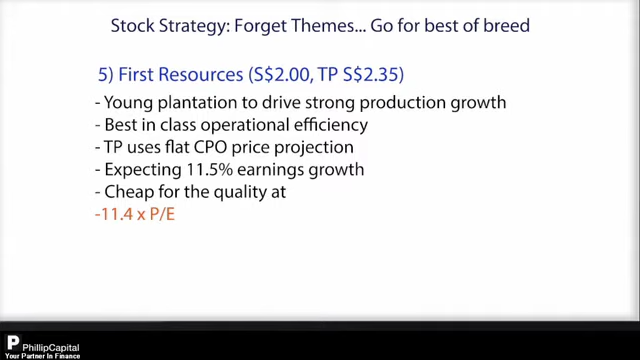 Stock Strategy: Forget Themes... Go for best of breed
5) First Resources (S$2.00, TP S$2.35)
- Young plantation to drive strong production growth
- Best in class operational efficiency
- TP uses flat CPO price projection
- Expecting 11.5% earnings growth
- Cheap for the quality at
-11.4 x P/E
P PhillipCapital
Your Partner In Finance